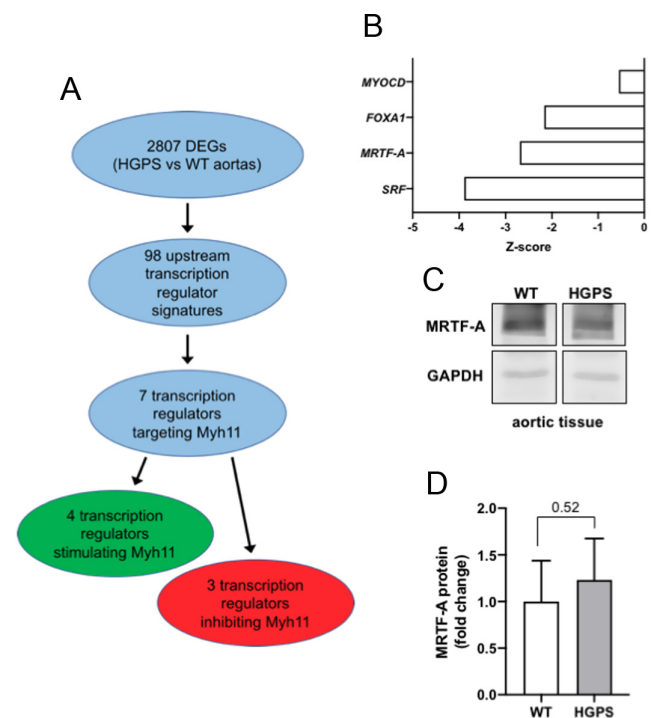 A
2807 DEGs
(HGPS vs WT aortas)
98 upstream
transcription
regulator
signatures
7 transcription
regulators
targeting Myh11
4 transcription
regulators
stimulating Myh11
3 transcription
regulators
inhibiting Myh11
B
MYOCD
FOXA1
MRTF-A
SRF
-5 -4 -3 -2 -1 0
Z-score
C
WT HGPS
MRTF-A
GAPDH
aortic tissue
D
MRTF-A protein
(fold change)
2.0
1.5
1.0
0.5
0.0
0.52
WT HGPS